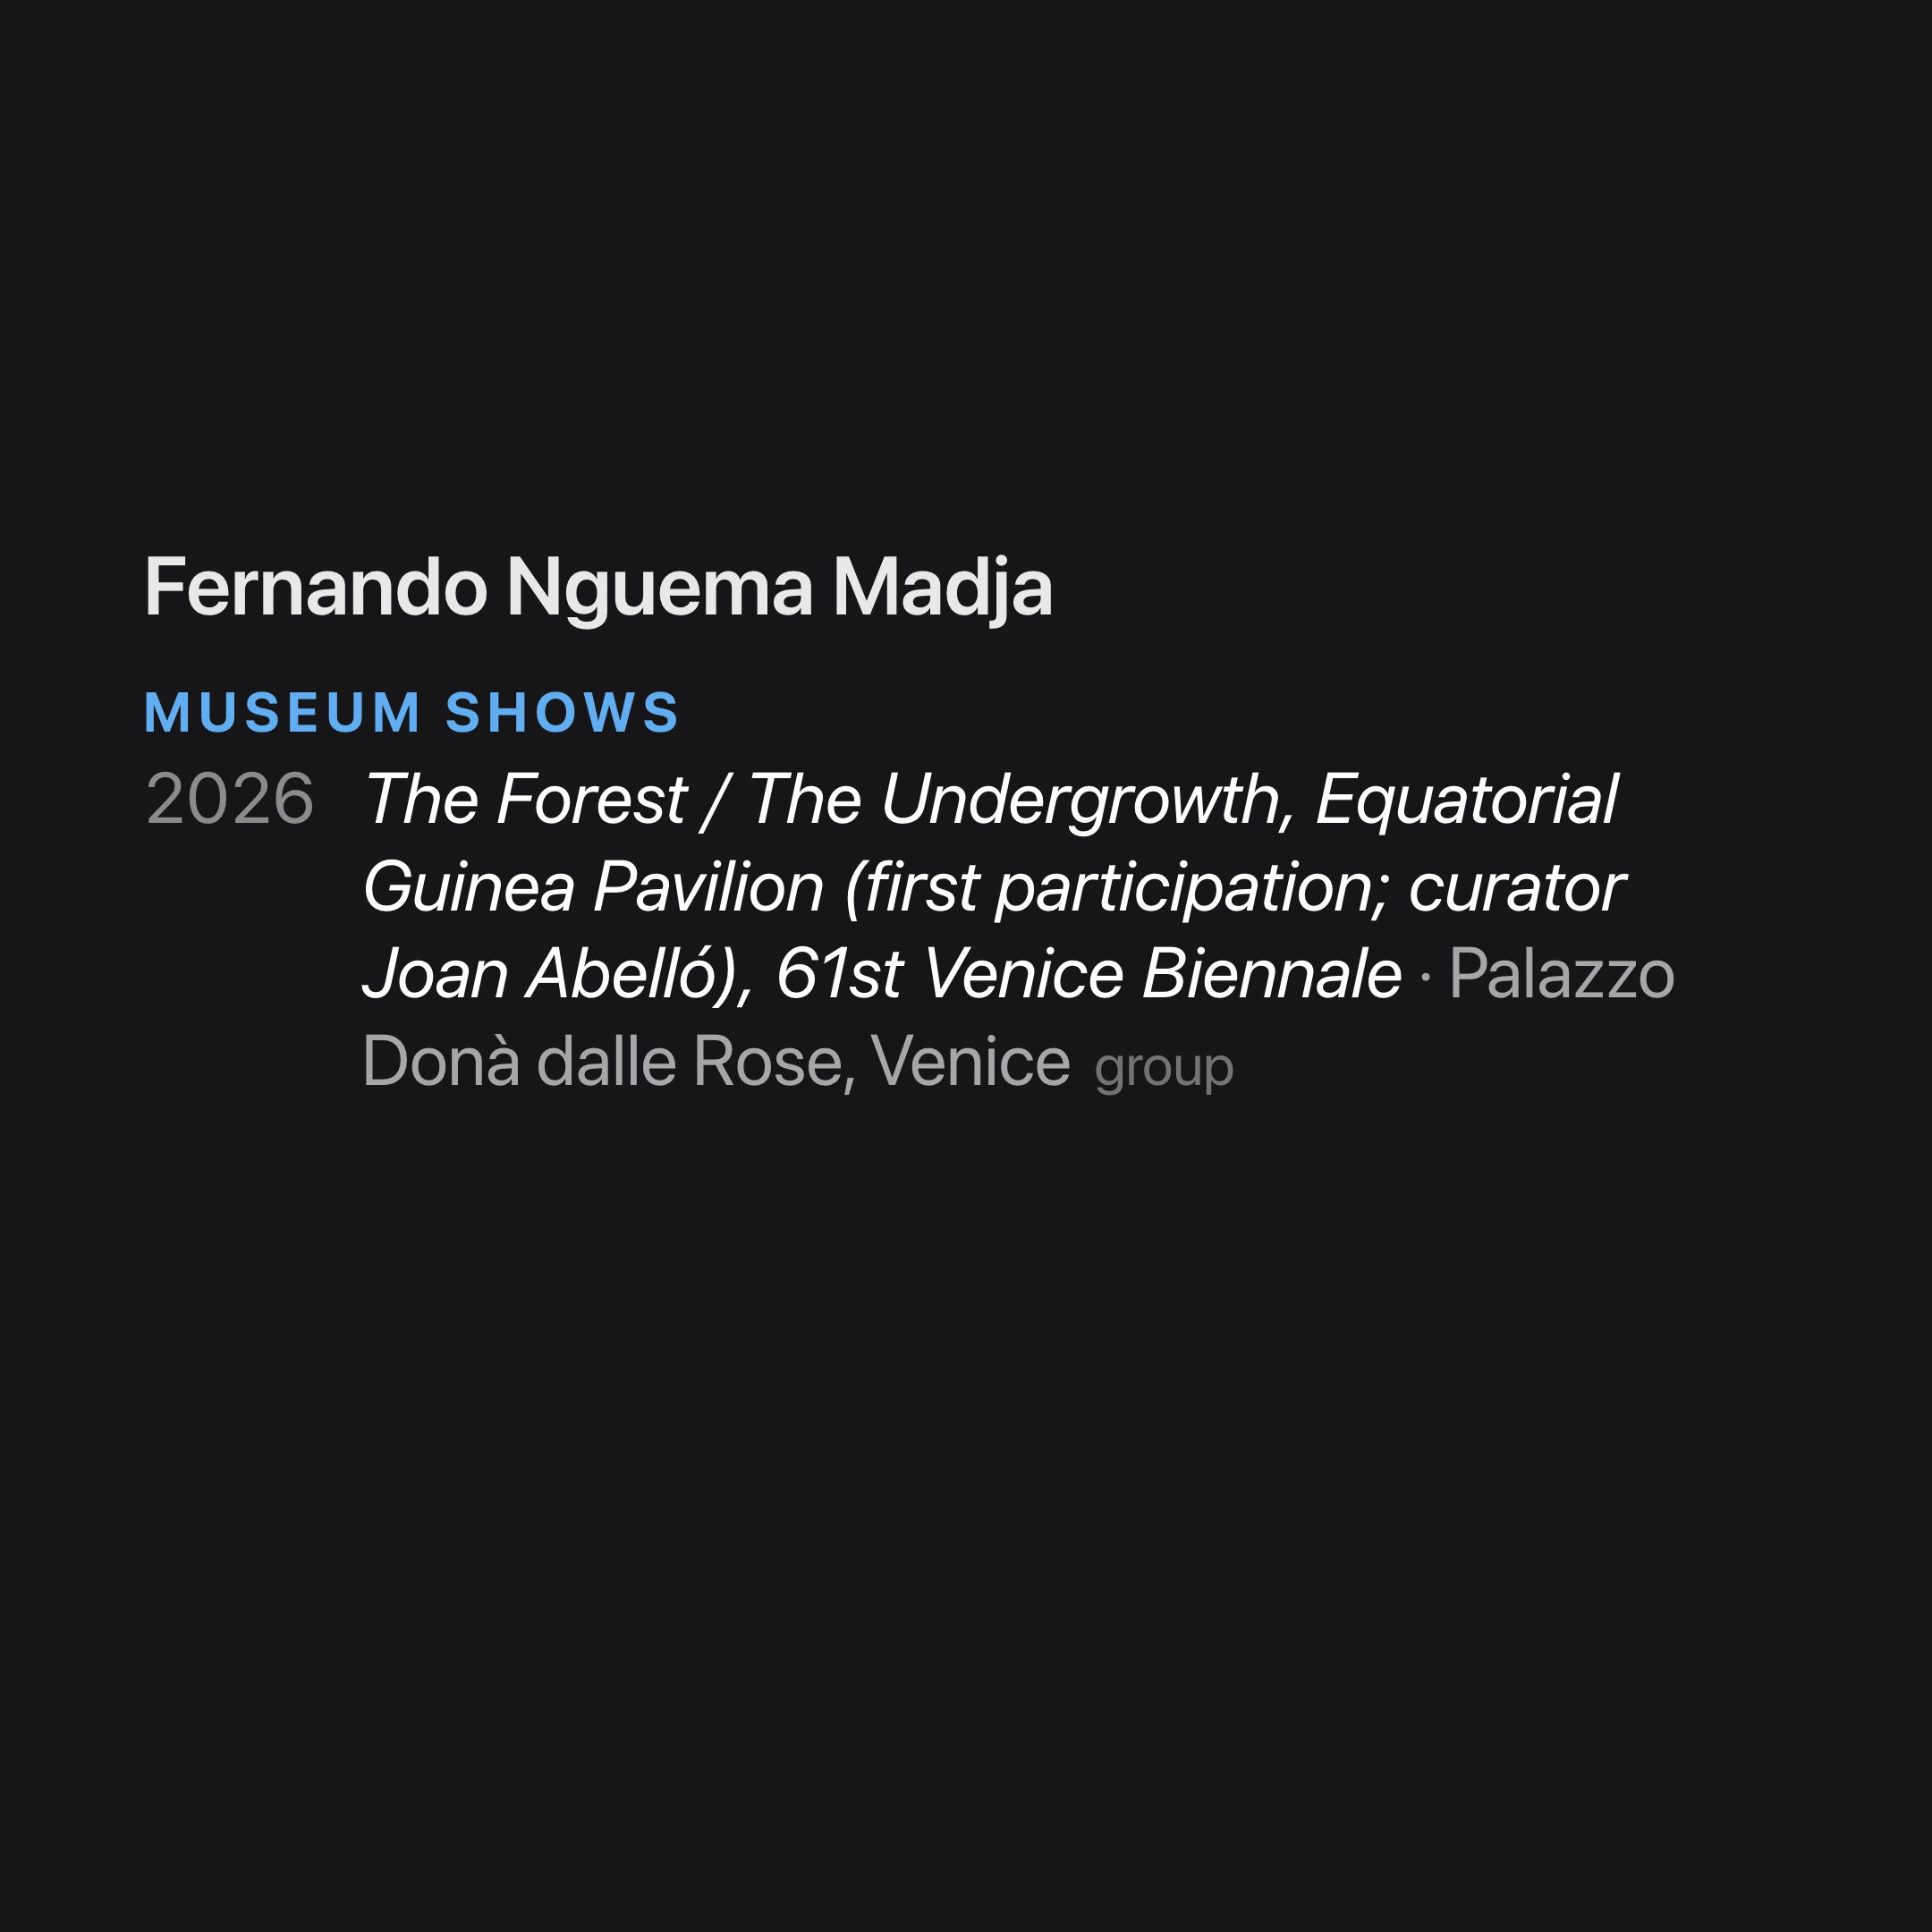 Fernando Nguema Madja
MUSEUM SHOWS
2026 The Forest / The Undergrowth, Equatorial
Guinea Pavilion (first participation; curator
Joan Abelló), 61st Venice Biennale · Palazzo
Donà dalle Rose, Venice group